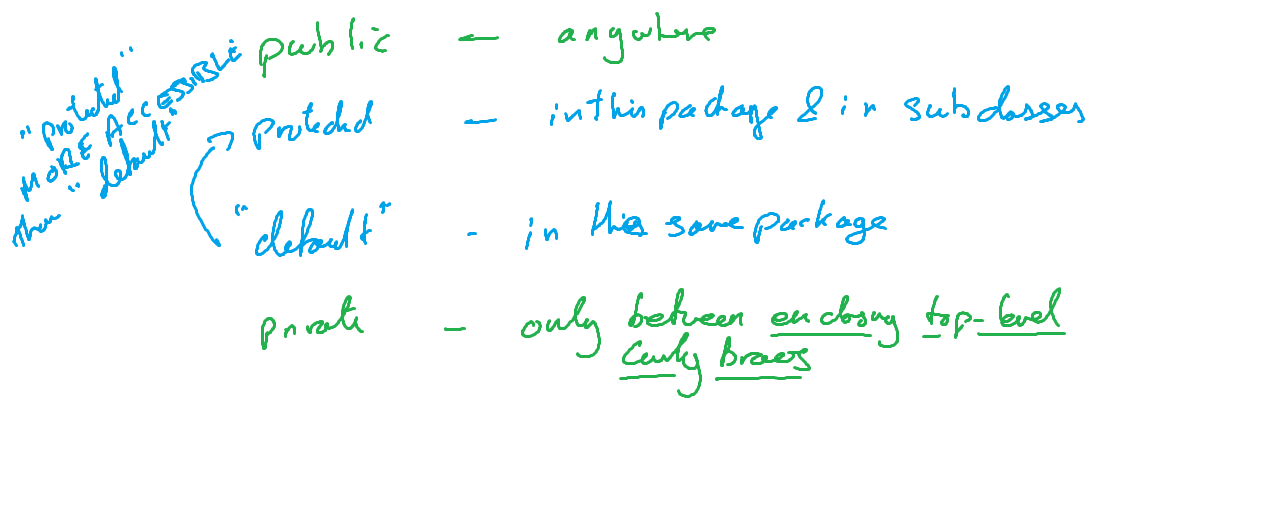 public - anywhere
protected - in this package & in subclasses
"default" - in the same package
private - only between enclosing top-level
curly braces
"protected"
MORE ACCESSIBLE
than "default"